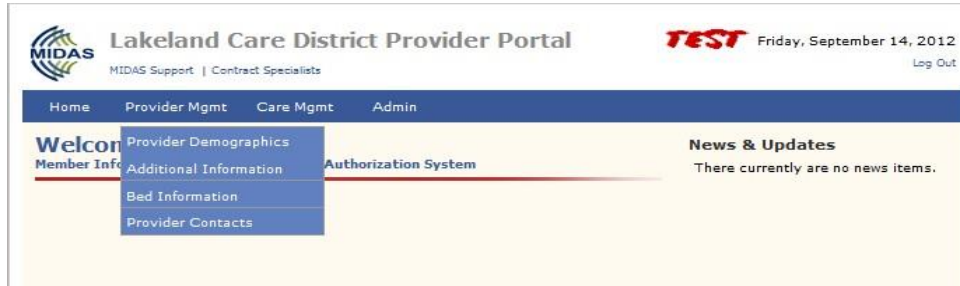 MIDAS
Lakeland Care District Provider Portal
MIDAS Support | Contract Specialists
TEST Friday, September 14, 2012
Log Out
Home Provider Mgmt Care Mgmt Admin
Provider Demographics
Additional Information
Bed Information
Provider Contacts
Member Authorization System
News & Updates
There currently are no news items.